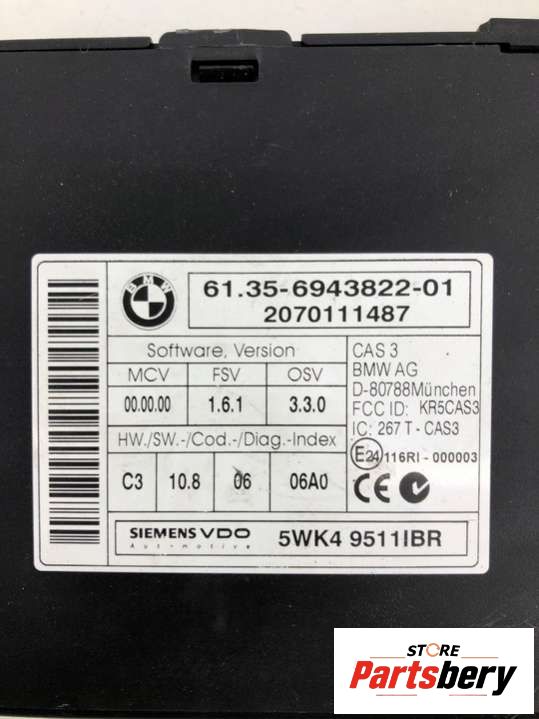 BMW
61.35-6943822-01
2070111487
Software, Version
MCV FSV OSV
00.00.00 1.6.1 3.3.0
HW./SW.-/Cod.-/Diag.-Index
C3 10.8 06 06A0
CAS 3
BMW AG
D-80788München
FCC ID: KR5CAS3
IC: 267 T - CAS3
E24 116RI - 000003
CE
SIEMENS VDO
Automotive
5WK4 9511IBR
STORE
Partsbery